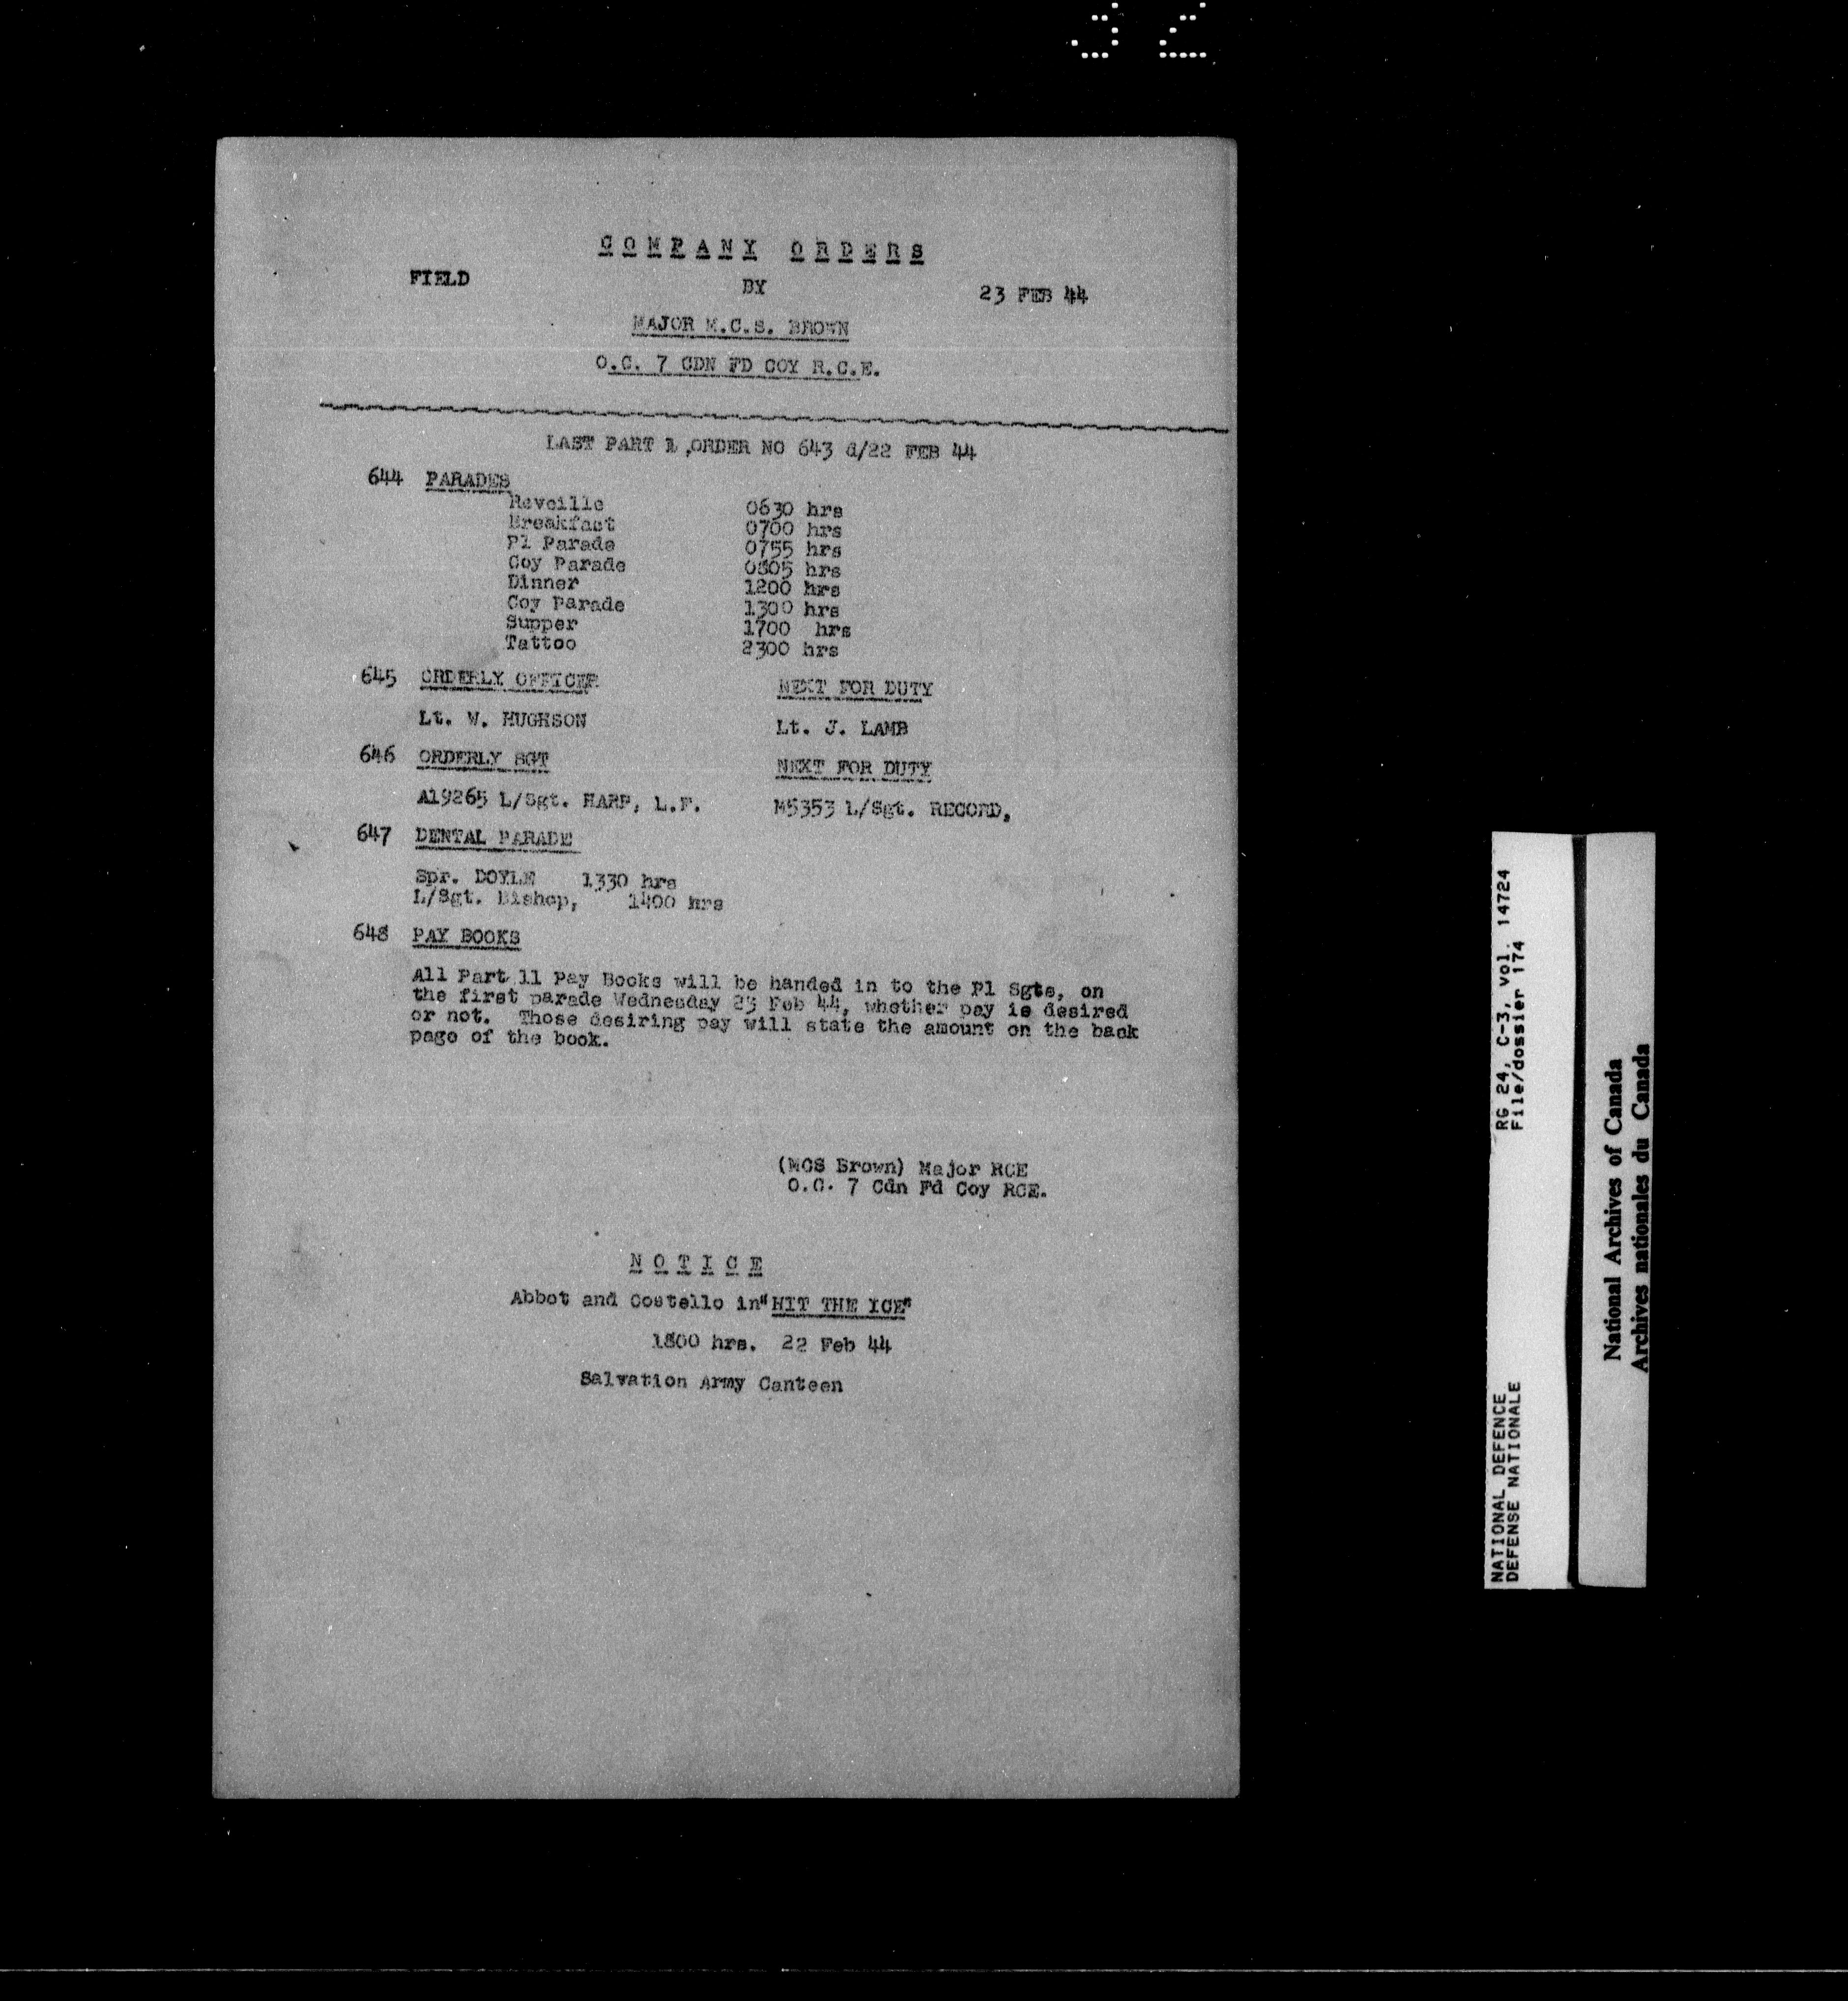 COMPANY ORDERS
FIELD BY 23 FEB 44
MAJOR M.C.S. BROWN
O.C. 7 CDN FD COY R.C.E.
LAST PART 1 ,ORDER NO 643 d/22 FEB 44
644 PARADES
Reveille 0630 hrs
Breakfast 0700 hrs
Pl Parade 0755 hrs
Coy Parade 0805 hrs
Dinner 1200 hrs
Coy Parade 1300 hrs
Supper 1700 hrs
Tattoo 2300 hrs
645 ORDERLY OFFICER NEXT FOR DUTY
Lt. W. HUGHSON Lt. J. LAMB
646 ORDERLY SGT NEXT FOR DUTY
A19265 L/Sgt. HARP, L.F. M5353 L/Sgt. RECORD,
647 DENTAL PARADE
Spr. DOYLE 1330 hrs
L/Sgt. Bishop, 1400 hrs
648 PAY BOOKS
All Part 11 Pay Books will be handed in to the Pl Sgts, on
the first parade Wednesday 23 Feb 44, whether pay is desired
or not. Those desiring pay will state the amount on the back
page of the book.
(MCS Brown) Major RCE
O.C. 7 Cdn Fd Coy RCE.
NOTICE
Abbot and Costello in "HIT THE ICE"
1800 hrs. 22 Feb 44
Salvation Army Canteen
NATIONAL DEFENCE RG 24, C-3, vol. 14724
DEFENSE NATIONALE File/dossier 174
National Archives of Canada
Archives nationales du Canada